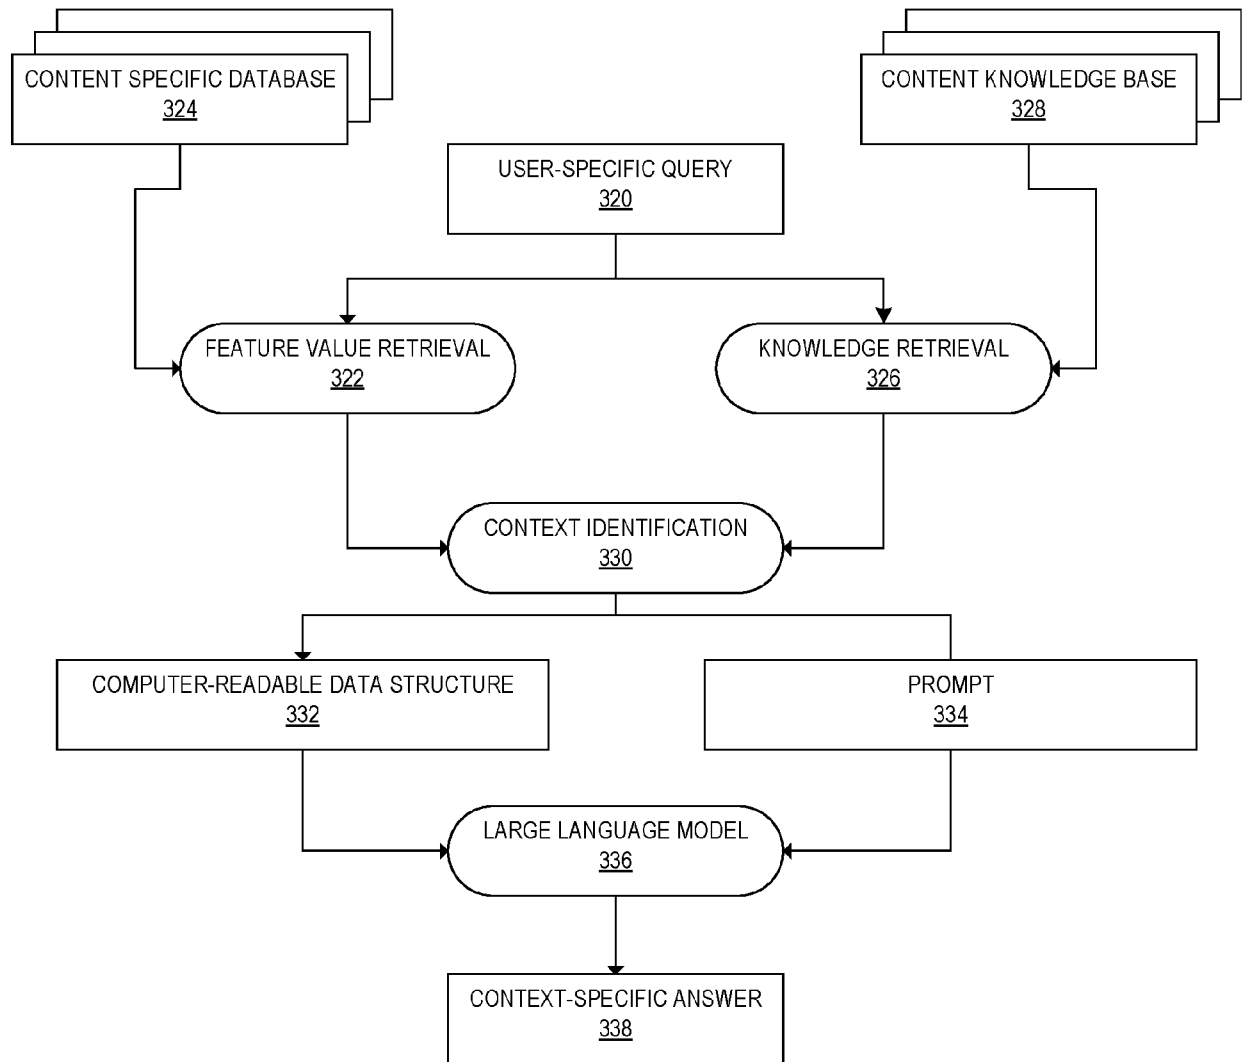 CONTENT SPECIFIC DATABASE
324
CONTENT KNOWLEDGE BASE
328
USER-SPECIFIC QUERY
320
FEATURE VALUE RETRIEVAL
322
KNOWLEDGE RETRIEVAL
326
CONTEXT IDENTIFICATION
330
COMPUTER-READABLE DATA STRUCTURE
332
PROMPT
334
LARGE LANGUAGE MODEL
336
CONTEXT-SPECIFIC ANSWER
338